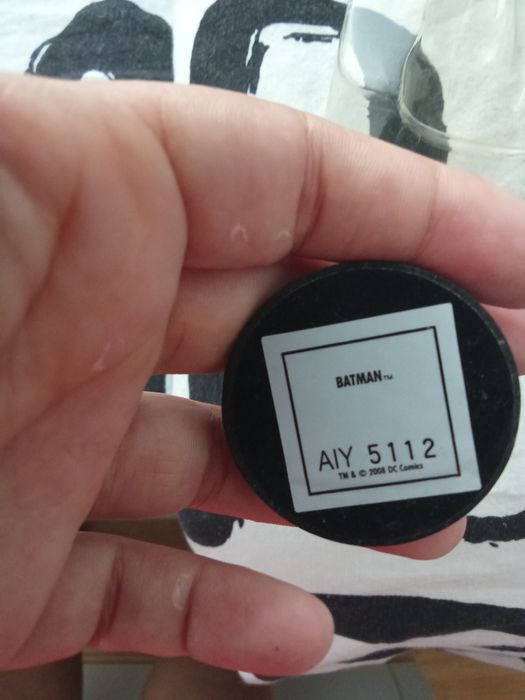 BATMAN™
AIY 5112
TM & © 2008 DC Comics